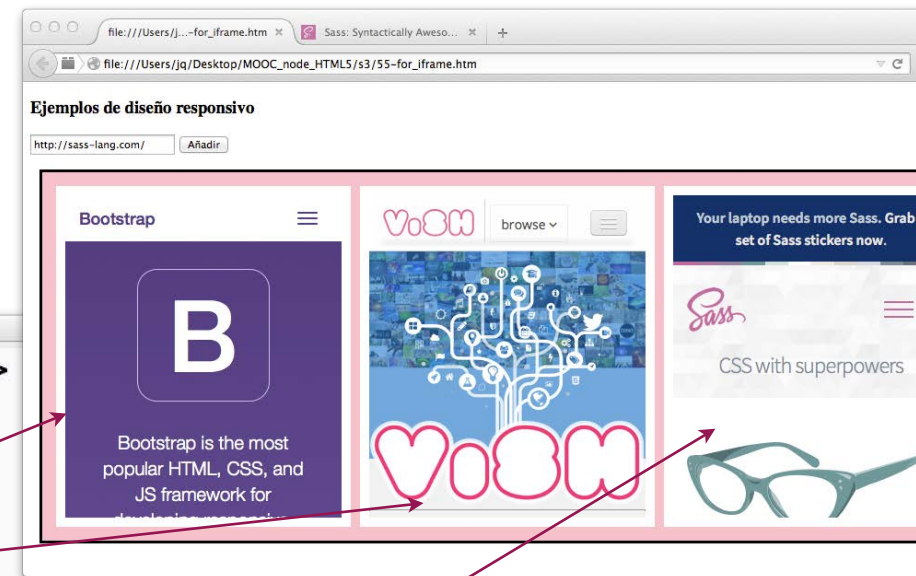 file:///Users/j...-for_iframe.htm
Sass: Syntactically Aweso...
file:///Users/jq/Desktop/MOOC_node_HTML5/s3/55-for_iframe.htm
Ejemplos de diseño responsivo
http://sass-lang.com/
Añadir
Bootstrap
B
Bootstrap is the most
popular HTML, CSS, and
JS framework for
developing responsive
ViSH
browse
ViSH
Your laptop needs more Sass. Grab
set of Sass stickers now.
Sass
CSS with superpowers
>